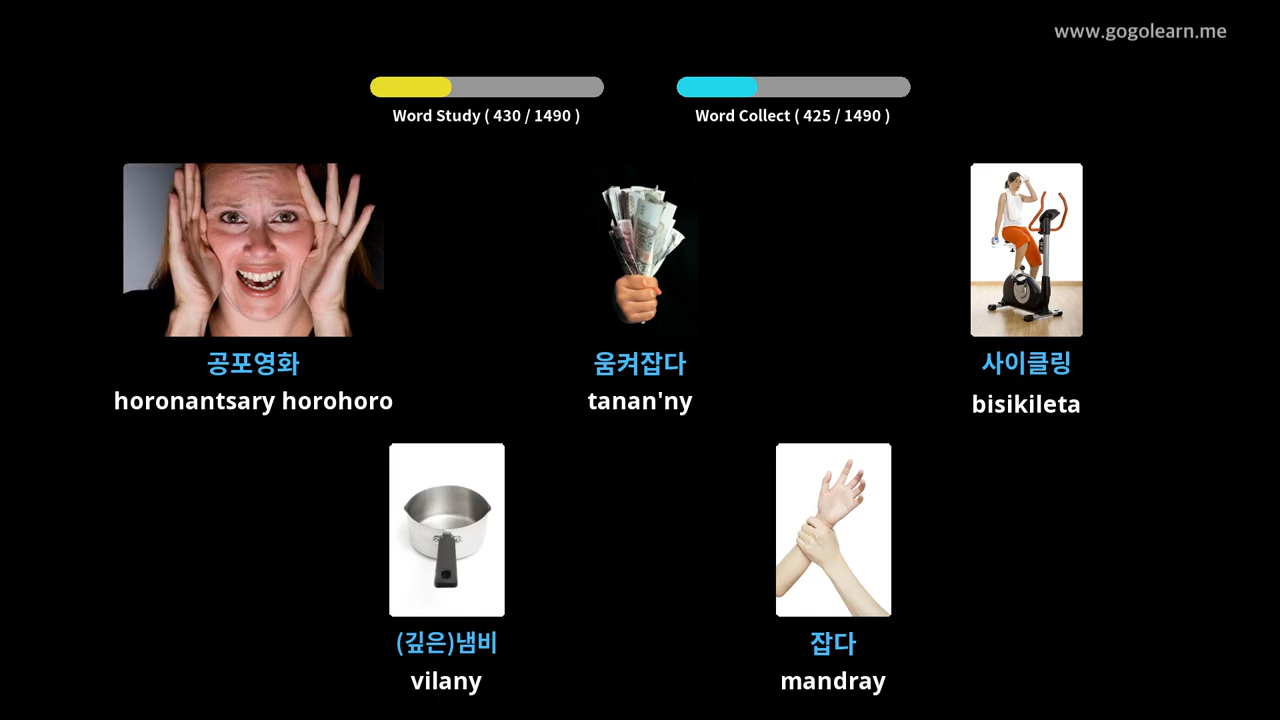 www.gogolearn.me
Word Study ( 430 / 1490 )
Word Collect ( 425 / 1490 )
공포영화
horonantsary horohoro
움켜잡다
tanan'ny
사이클링
bisikileta
(깊은)냄비
vilany
잡다
mandray